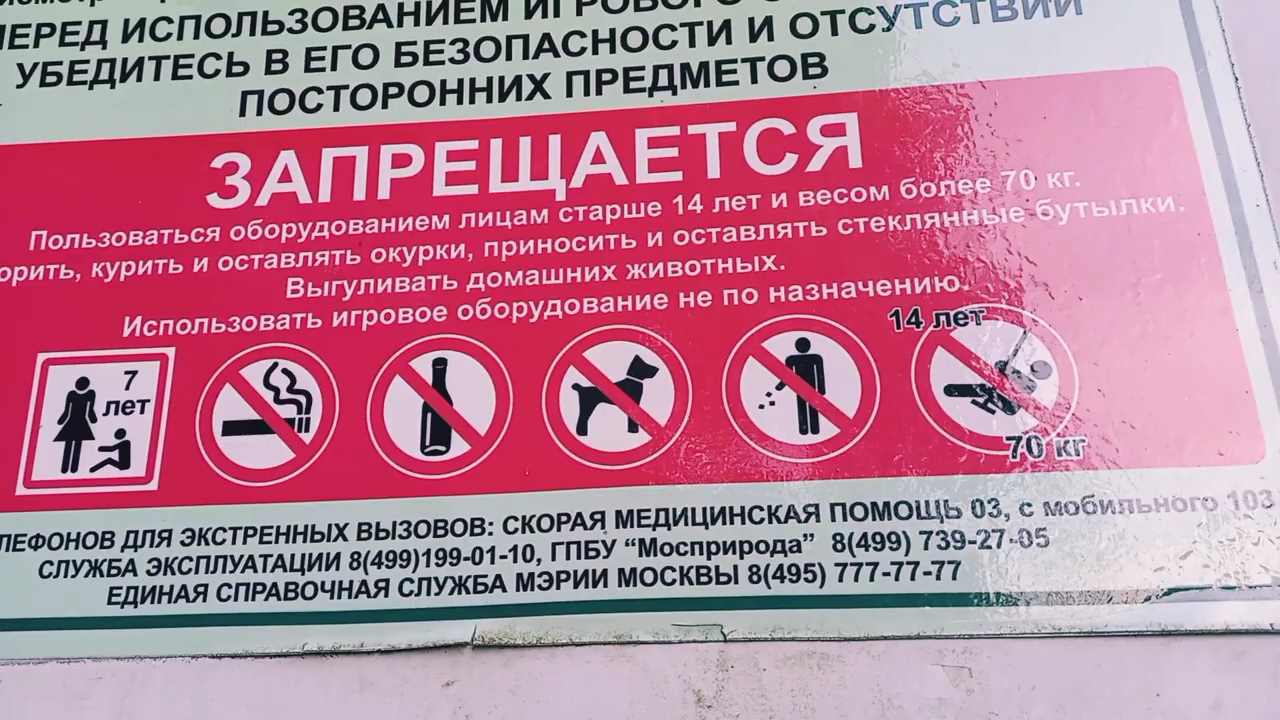 ПЕРЕД ИСПОЛЬЗОВАНИЕМ ИГРОВОГО
УБЕДИТЕСЬ В ЕГО БЕЗОПАСНОСТИ И ОТСУТСТВИИ
ПОСТОРОННИХ ПРЕДМЕТОВ
ЗАПРЕЩАЕТСЯ
Пользоваться оборудованием лицам старше 14 лет и весом более 70 кг.
орить, курить и оставлять окурки, приносить и оставлять стеклянные бутылки.
Выгуливать домашних животных.
Использовать игровое оборудование не по назначению.
14 лет
7
лет
70 кг
ЛЕФОНОВ ДЛЯ ЭКСТРЕННЫХ ВЫЗОВОВ: СКОРАЯ МЕДИЦИНСКАЯ ПОМОЩЬ 03, с мобильного 103
СЛУЖБА ЭКСПЛУАТАЦИИ 8(499)199-01-10, ГПБУ “Мосприрода” 8(499) 739-27-05
ЕДИНАЯ СПРАВОЧНАЯ СЛУЖБА МЭРИИ МОСКВЫ 8(495) 777-77-77